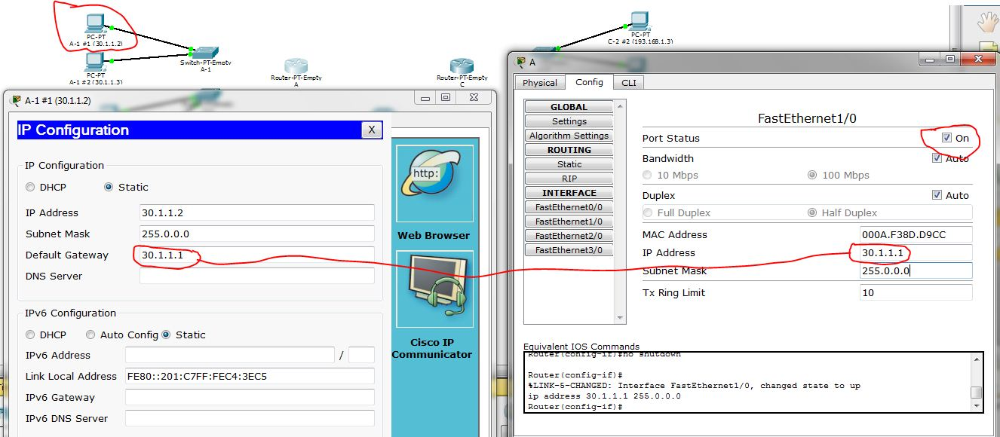 PC-PT
A-1 #1 (30.1.1.2)
PC-PT
A-1 #2 (30.1.1.3)
Switch-PT-Empty
A-1
Router-PT-Empty
A
Router-PT-Empty
C
PC-PT
C-2 #2 (193.168.1.3)
A-1 #1 (30.1.1.2)
IP Configuration
X
IP Configuration
DHCP
Static
IP Address
30.1.1.2
Subnet Mask
255.0.0.0
Default Gateway
30.1.1.1
DNS Server
IPv6 Configuration
DHCP
Auto Config
Static
IPv6 Address
/
Link Local Address
FE80::201:C7FF:FEC4:3EC5
IPv6 Gateway
IPv6 DNS Server
http:
Web Browser
Cisco IP
Communicator
A
Physical
Config
CLI
GLOBAL
Settings
Algorithm Settings
ROUTING
Static
RIP
INTERFACE
FastEthernet0/0
FastEthernet1/0
FastEthernet2/0
FastEthernet3/0
FastEthernet1/0
Port Status
On
Bandwidth
Auto
10 Mbps
100 Mbps
Duplex
Auto
Full Duplex
Half Duplex
MAC Address
000A.F38D.D9CC
IP Address
30.1.1.1
Subnet Mask
255.0.0.0
Tx Ring Limit
10
Equivalent IOS Commands
Router(config-if)#no shutdown
Router(config-if)#
%LINK-5-CHANGED: Interface FastEthernet1/0, changed state to up
ip address 30.1.1.1 255.0.0.0
Router(config-if)#